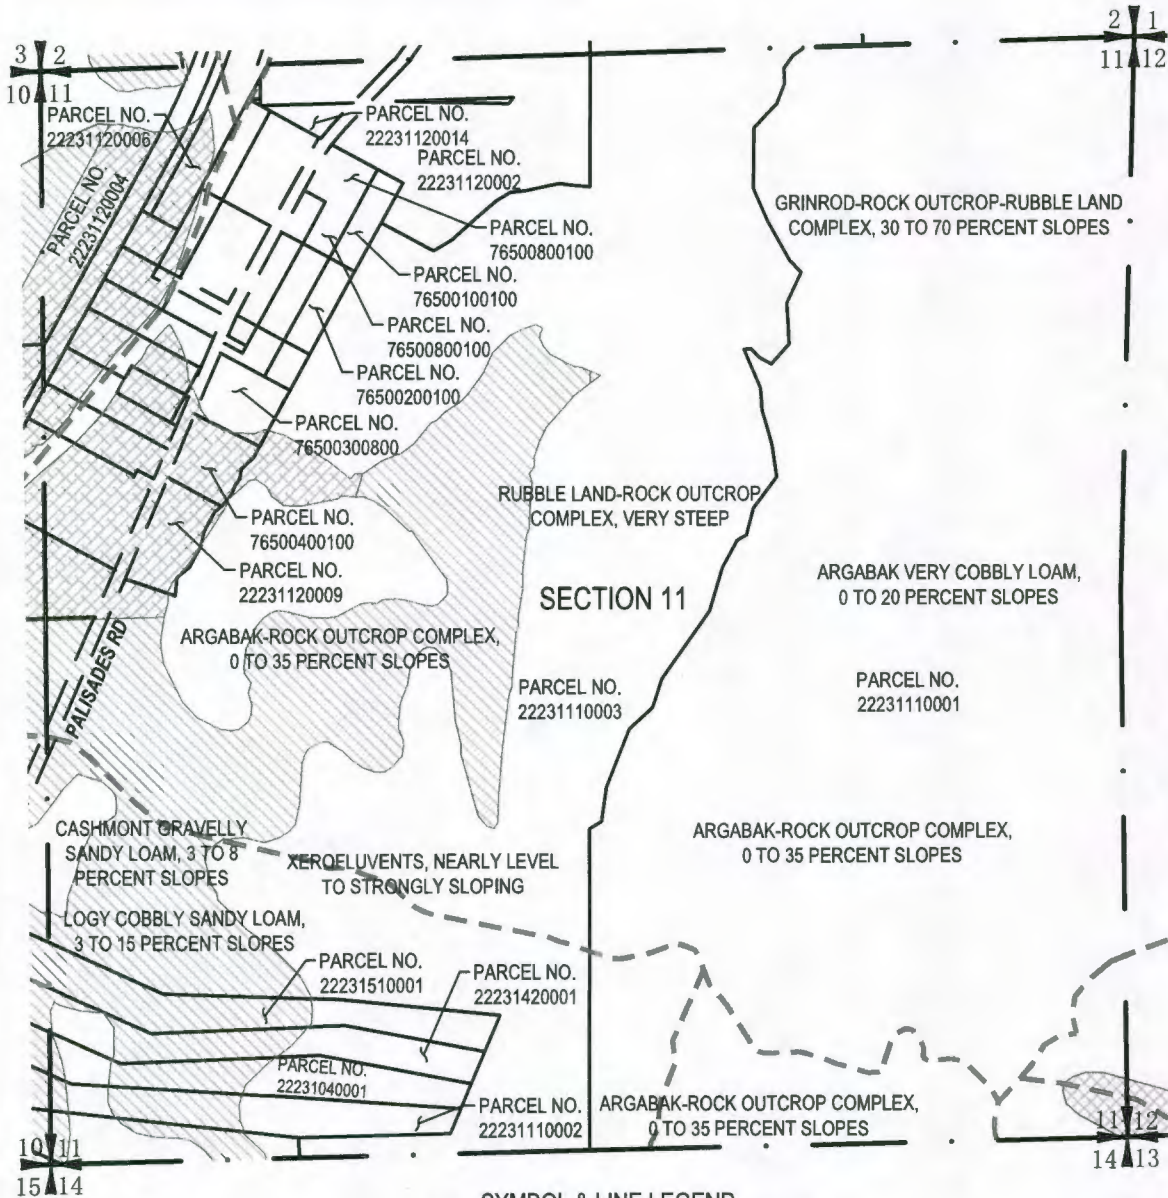 2 1
11 12
3 2
10 11
PARCEL NO.
22231120006
PARCEL NO.
22231120014
PARCEL NO.
22231120002
PARCEL NO.
22231120004
GRINROD-ROCK OUTCROP-RUBBLE LAND
COMPLEX, 30 TO 70 PERCENT SLOPES
PARCEL NO.
76500800100
PARCEL NO.
76500100100
PARCEL NO.
76500800100
PARCEL NO.
76500200100
PARCEL NO.
76500300800
RUBBLE LAND-ROCK OUTCROP
COMPLEX, VERY STEEP
PARCEL NO.
76500400100
PARCEL NO.
22231120009
ARGABAK VERY COBBLY LOAM,
0 TO 20 PERCENT SLOPES
SECTION 11
ARGABAK-ROCK OUTCROP COMPLEX,
0 TO 35 PERCENT SLOPES
PALISADES RD
PARCEL NO.
22231110003
PARCEL NO.
22231110001
CASHMONT GRAVELLY
SANDY LOAM, 3 TO 8
PERCENT SLOPES
XEROFLUVENTS, NEARLY LEVEL
TO STRONGLY SLOPING
ARGABAK-ROCK OUTCROP COMPLEX,
0 TO 35 PERCENT SLOPES
LOGY COBBLY SANDY LOAM,
3 TO 15 PERCENT SLOPES
PARCEL NO.
22231510001
PARCEL NO.
22231420001
PARCEL NO.
22231040001
PARCEL NO.
22231110002
ARGABAK-ROCK OUTCROP COMPLEX,
0 TO 35 PERCENT SLOPES
10 11
15 14
11 12
14 13
SYMBOL & LINE LEGEND